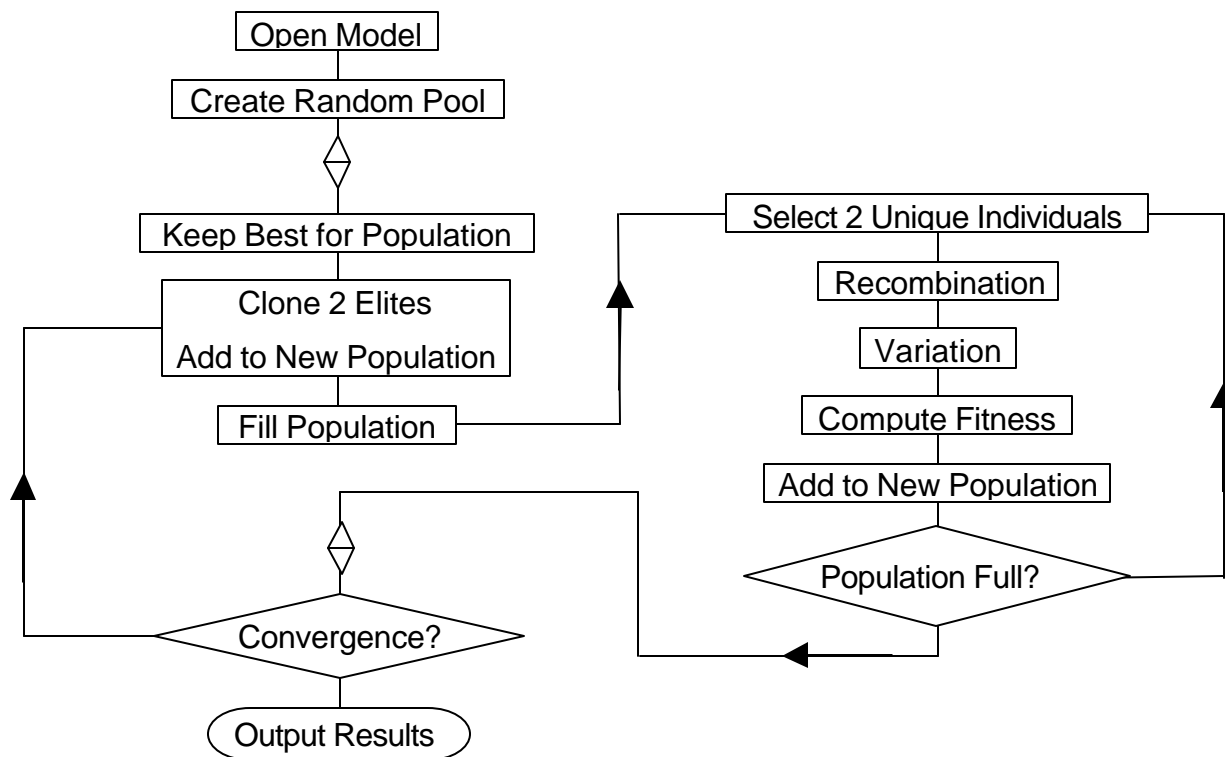 Open Model
Create Random Pool
Keep Best for Population
Clone 2 Elites
Add to New Population
Fill Population
Select 2 Unique Individuals
Recombination
Variation
Compute Fitness
Add to New Population
Population Full?
Convergence?
Output Results